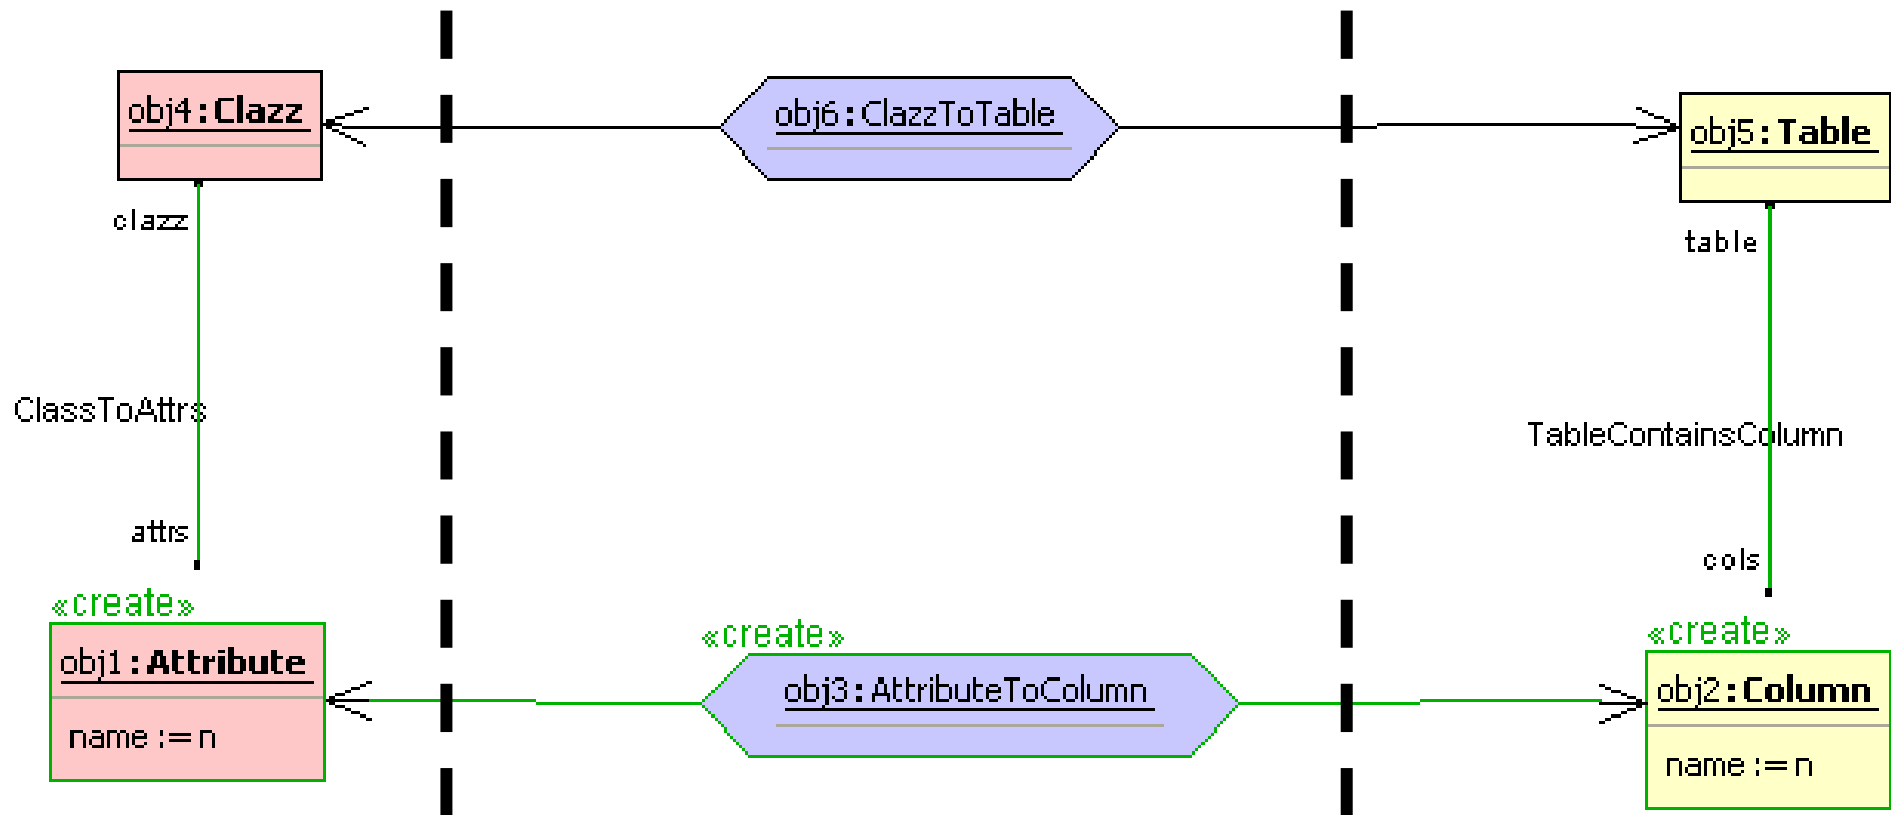 obj4:Clazz
obj6:ClazzToTable
obj5:Table
clazz
table
ClassToAttrs
TableContainsColumn
attrs
cols
«create»
«create»
«create»
obj1:Attribute
obj3:AttributeToColumn
obj2:Column
name := n
name := n